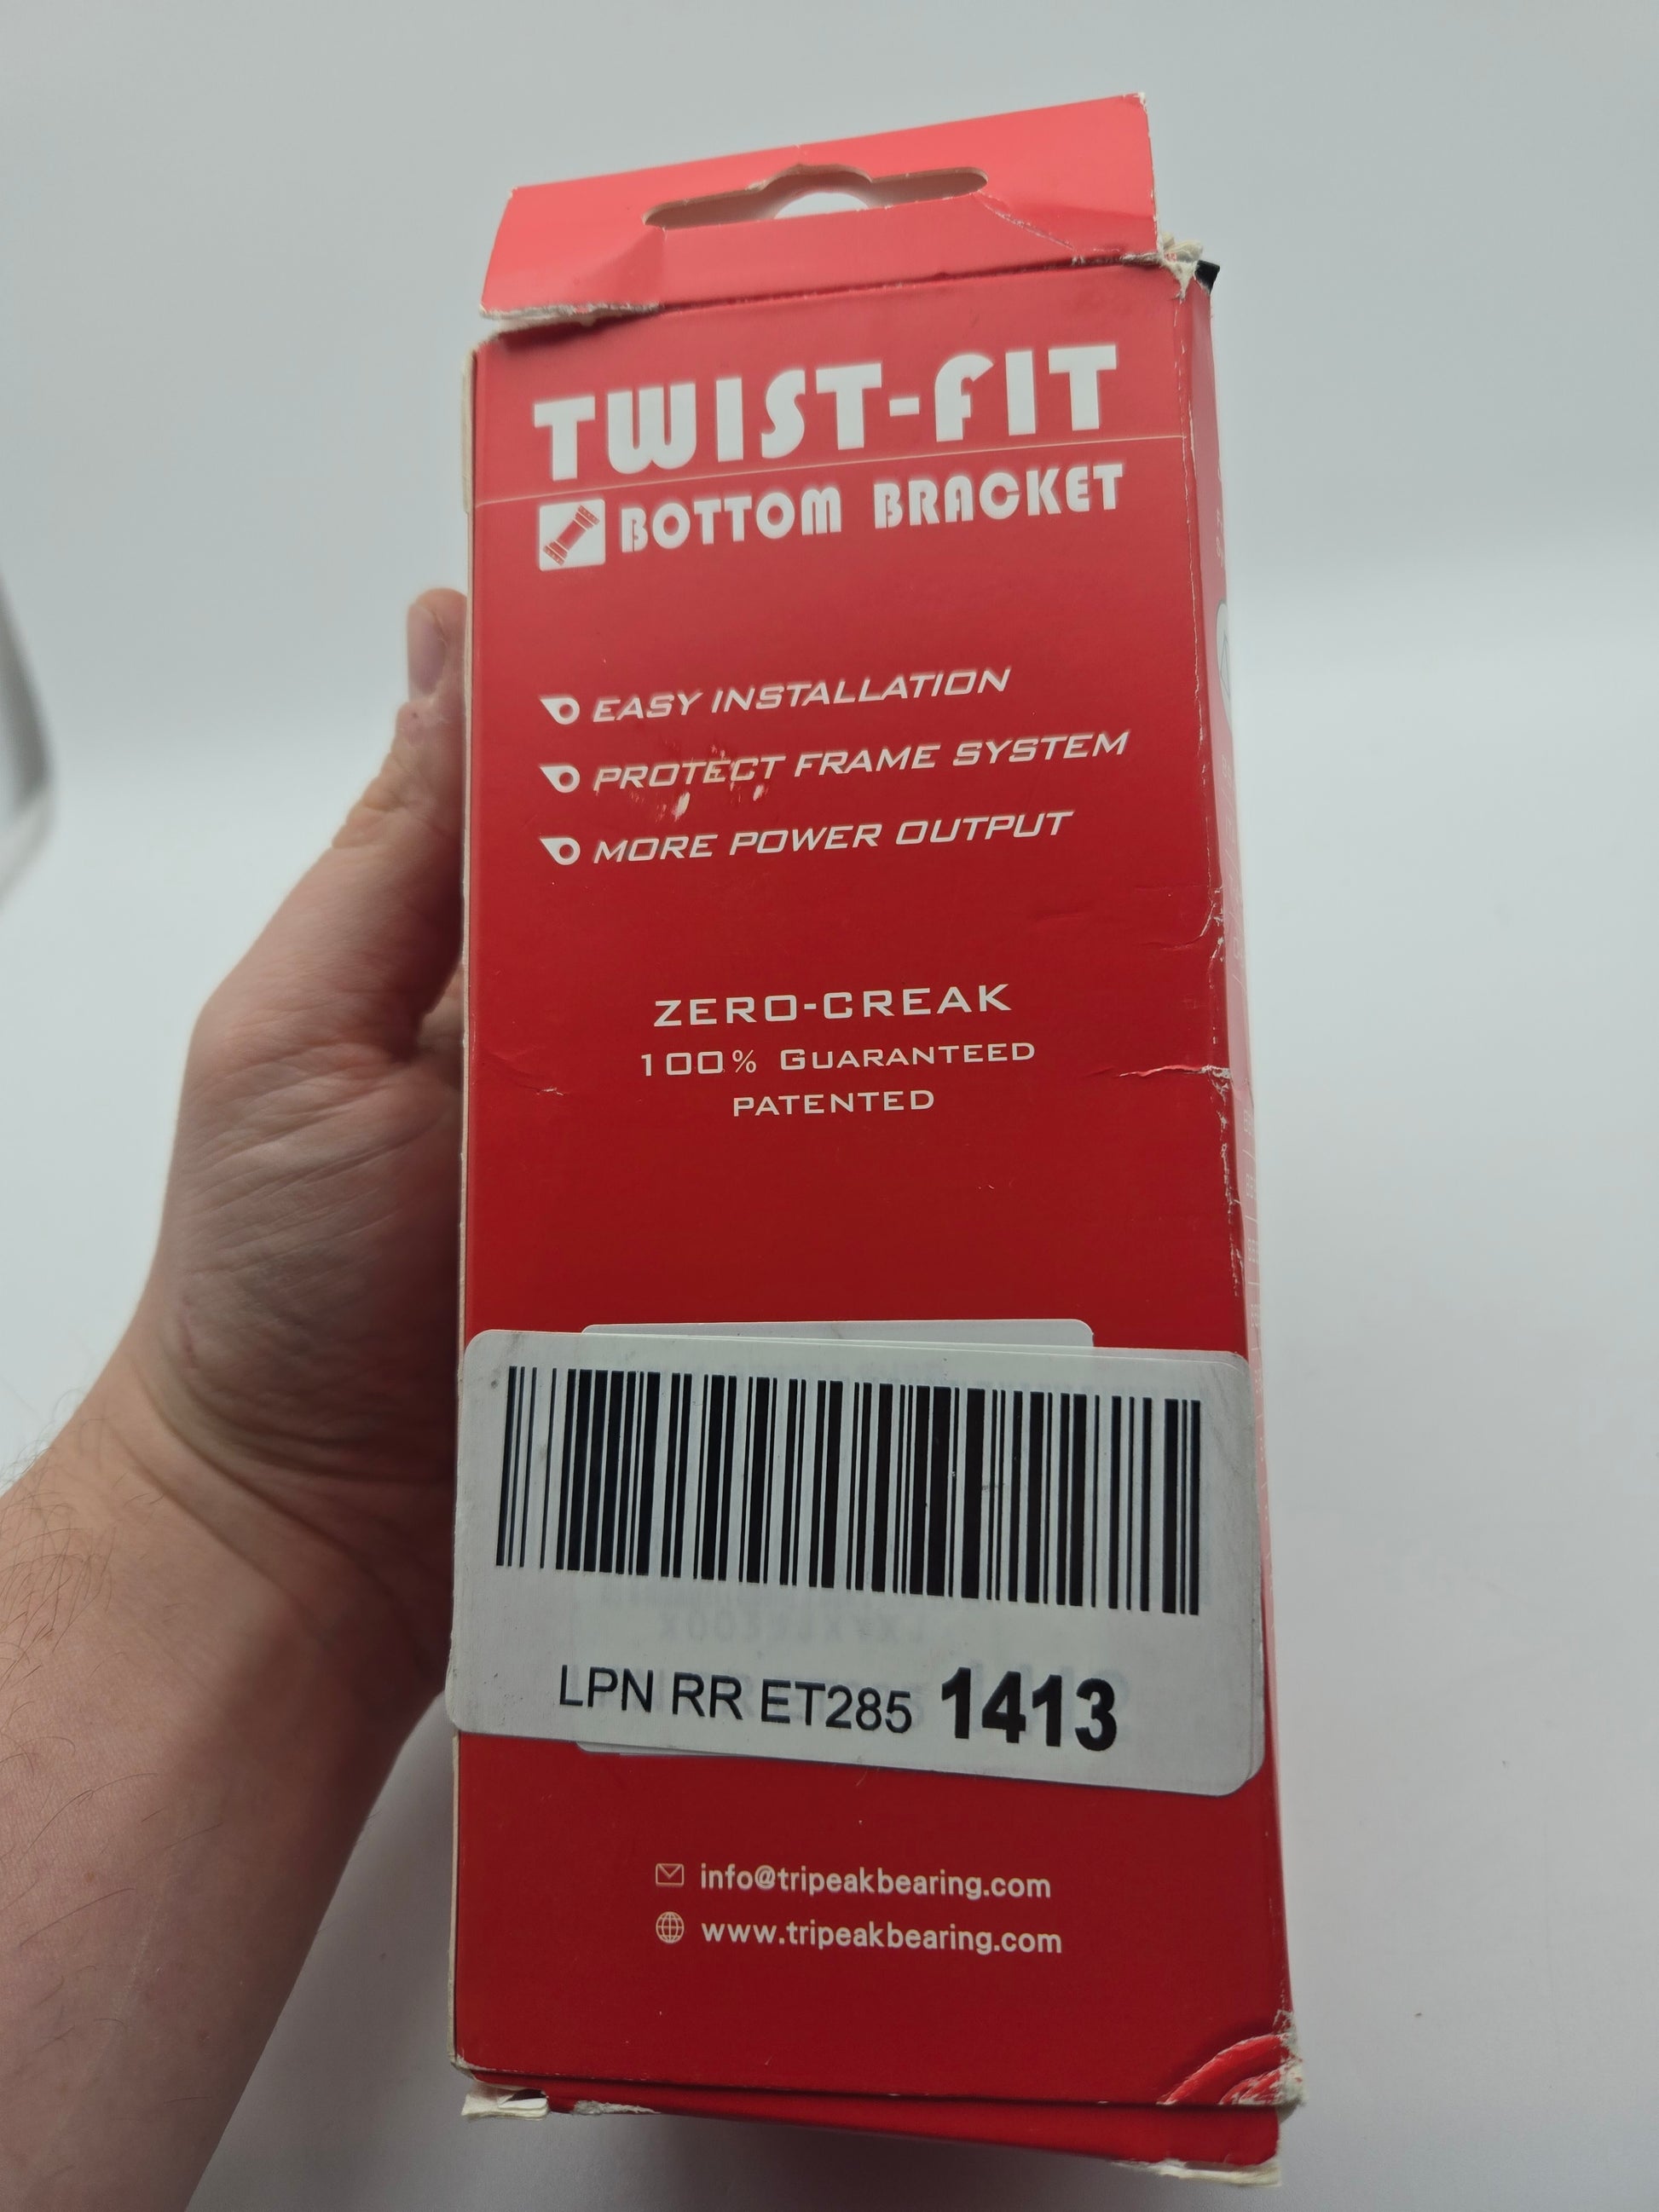 TWIST-FIT
BOTTOM BRACKET
EASY INSTALLATION
PROTECT FRAME SYSTEM
MORE POWER OUTPUT
ZERO-CREAK
100% GUARANTEED
PATENTED
LPN RR ET285 1413
info@tripeakbearing.com
www.tripeakbearing.com